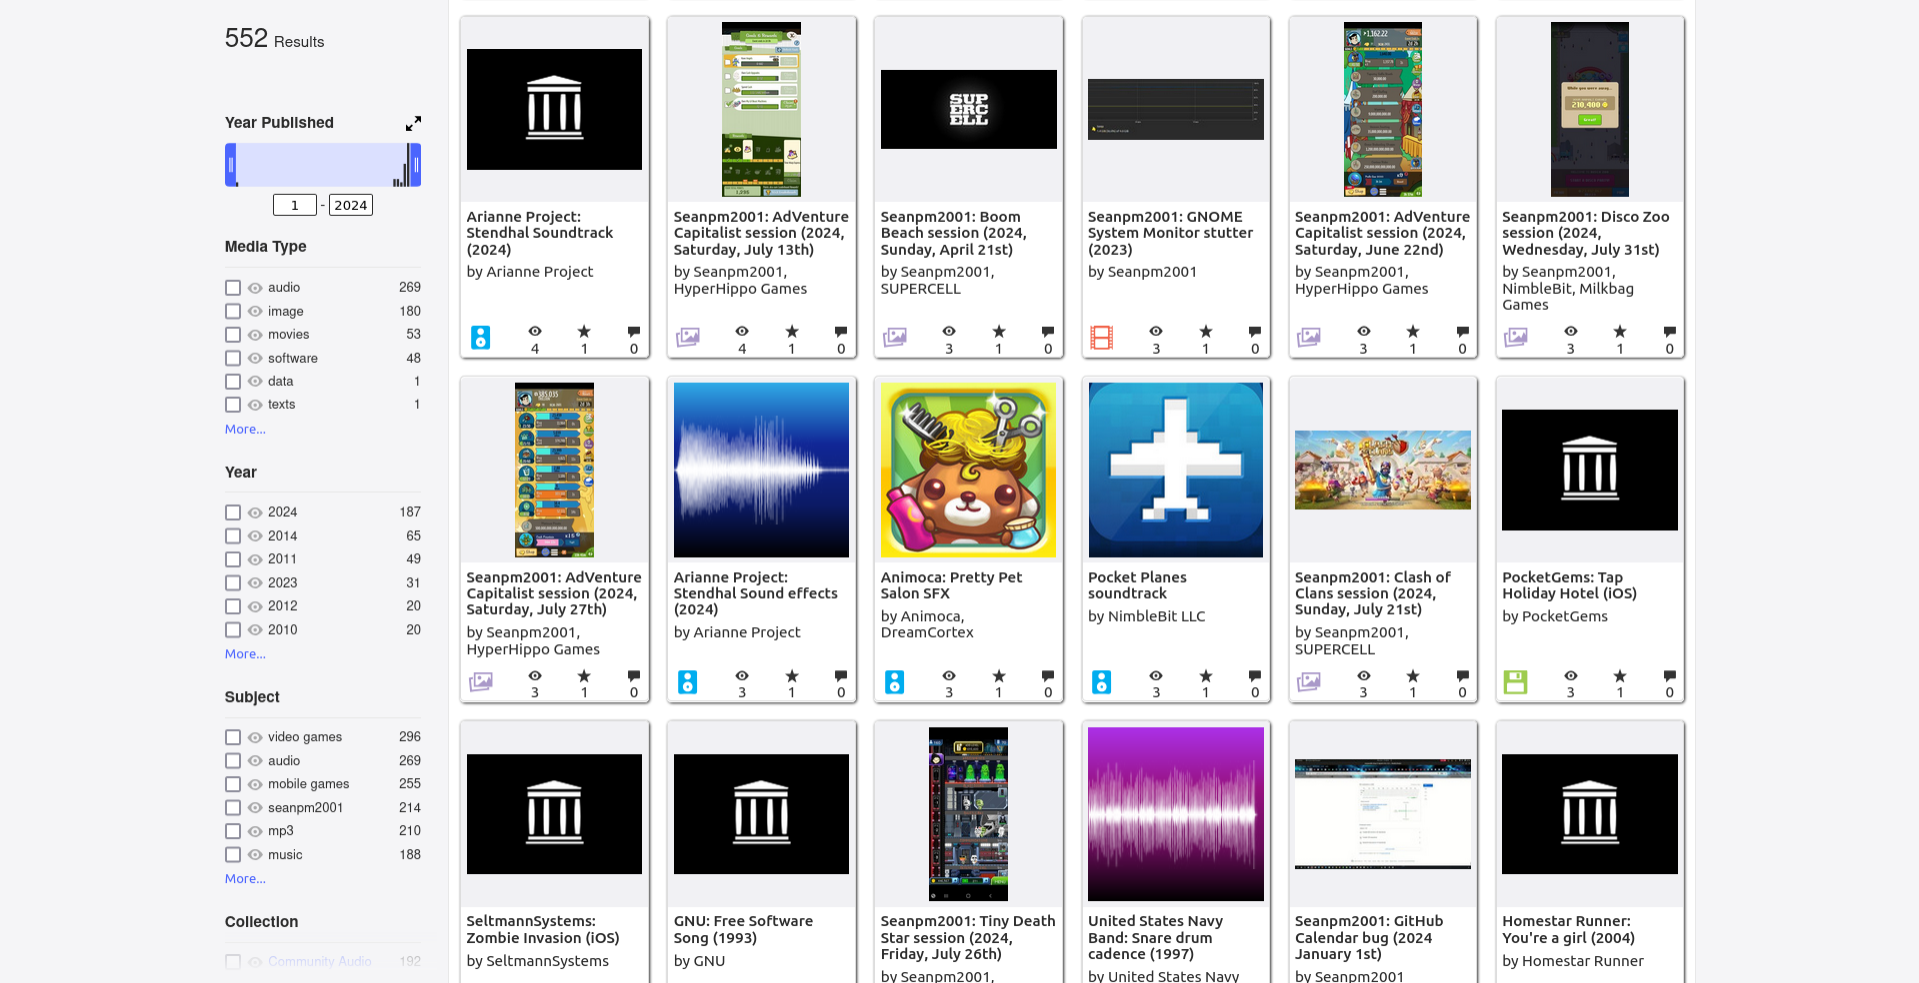 552 Results
Year Published
1 - 2024
Media Type
audio 269
image 180
movies 53
software 48
data 1
texts 1
More...
Year
2024 187
2014 65
2011 49
2023 31
2012 20
2010 20
More...
Subject
video games 296
audio 269
mobile games 255
seanpm2001 214
mp3 210
music 188
More...
Collection
Community Audio 192
Arianne Project:
Stendhal Soundtrack
(2024)
by Arianne Project
4 1 0
Seanpm2001: AdVenture
Capitalist session (2024,
Saturday, July 13th)
by Seanpm2001,
HyperHippo Games
4 1 0
SUP
ERC
ELL
Seanpm2001: Boom
Beach session (2024,
Sunday, April 21st)
by Seanpm2001,
SUPERCELL
3 1 0
Seanpm2001: GNOME
System Monitor stutter
(2023)
by Seanpm2001
3 1 0
Seanpm2001: AdVenture
Capitalist session (2024,
Saturday, June 22nd)
by Seanpm2001,
HyperHippo Games
3 1 0
While you were away...
210,400
Seanpm2001: Disco Zoo
session (2024,
Wednesday, July 31st)
by Seanpm2001,
NimbleBit, Milkbag
Games
3 1 0
Seanpm2001: AdVenture
Capitalist session (2024,
Saturday, July 27th)
by Seanpm2001,
HyperHippo Games
3 1 0
Arianne Project:
Stendhal Sound effects
(2024)
by Arianne Project
3 1 0
Animoca: Pretty Pet
Salon SFX
by Animoca,
DreamCortex
3 1 0
Pocket Planes
soundtrack
by NimbleBit LLC
3 1 0
Seanpm2001: Clash of
Clans session (2024,
Sunday, July 21st)
by Seanpm2001,
SUPERCELL
3 1 0
PocketGems: Tap
Holiday Hotel (iOS)
by PocketGems
3 1 0
SeltmannSystems:
Zombie Invasion (iOS)
by SeltmannSystems
GNU: Free Software
Song (1993)
by GNU
Seanpm2001: Tiny Death
Star session (2024,
Friday, July 26th)
by Seanpm2001,
United States Navy
Band: Snare drum
cadence (1997)
by United States Navy
Seanpm2001: GitHub
Calendar bug (2024
January 1st)
by Seanpm2001
Homestar Runner:
You're a girl (2004)
by Homestar Runner